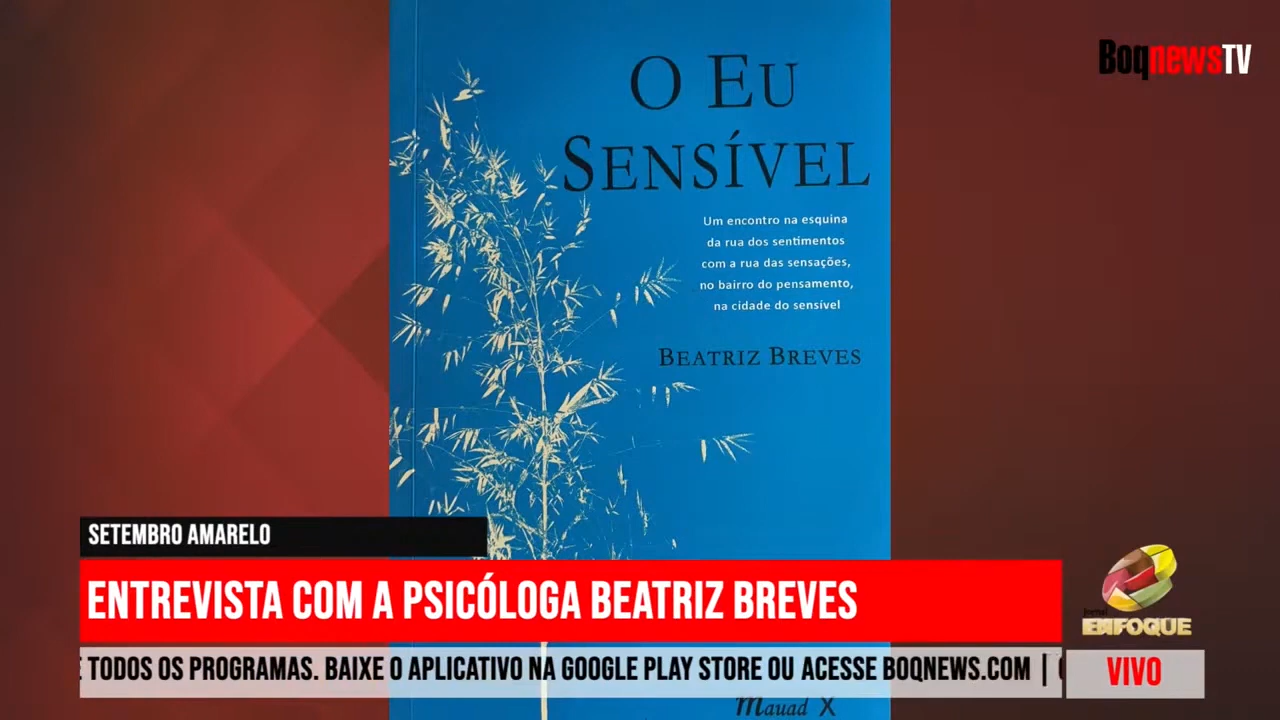 BoqnewsTV
O EU
SENSÍVEL
Um encontro na esquina
da rua dos sentimentos
com a rua das sensações,
no bairro do pensamento,
na cidade do sensível
BEATRIZ BREVES
SETEMBRO AMARELO
ENTREVISTA COM A PSICÓLOGA BEATRIZ BREVES
Jornal
ENFOQUE
TODOS OS PROGRAMAS. BAIXE O APLICATIVO NA GOOGLE PLAY STORE OU ACESSE BOQNEWS.COM |
VIVO
Mauad X